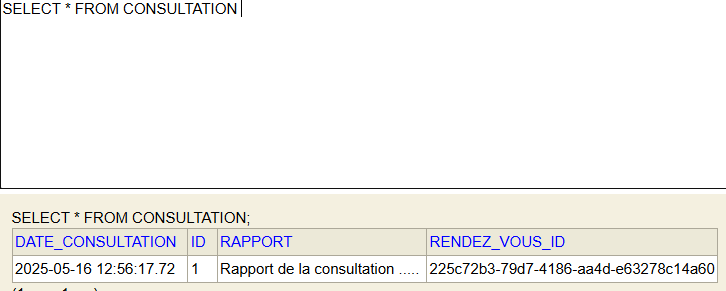 SELECT * FROM CONSULTATION
SELECT * FROM CONSULTATION;
DATE_CONSULTATION ID RAPPORT RENDEZ_VOUS_ID
2025-05-16 12:56:17.72 1 Rapport de la consultation ..... 225c72b3-79d7-4186-aa4d-e63278c14a60